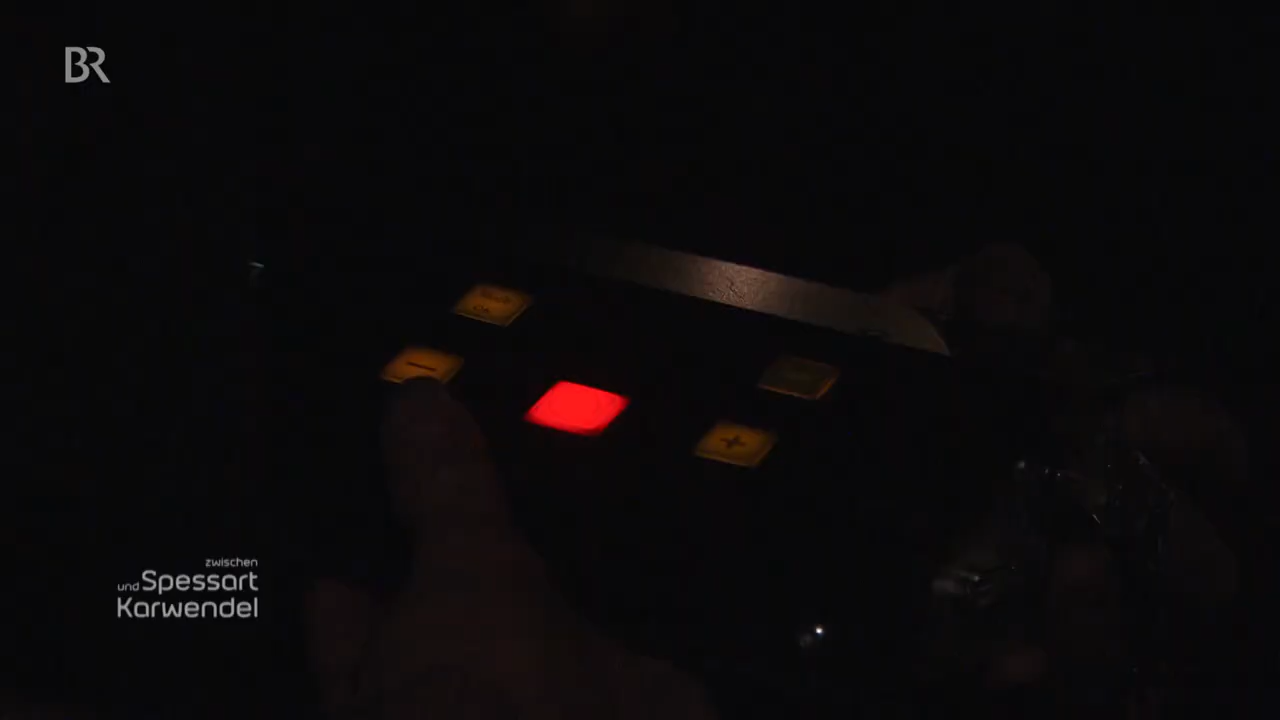 BR
zwischen
und Spessart
Karwendel
−
+